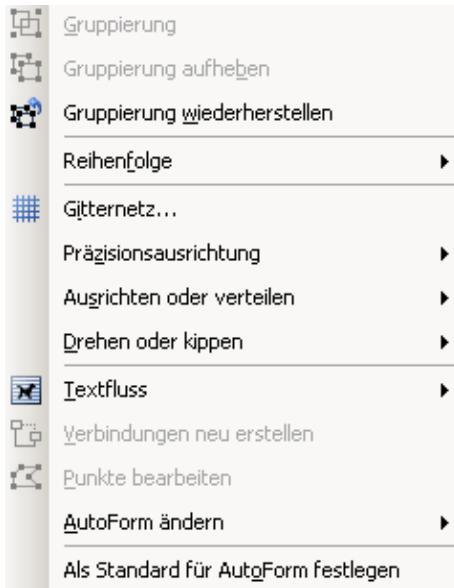 Gruppierung
Gruppierung aufheben
Gruppierung wiederherstellen
Reihenfolge
Gitternetz...
Präzisionsausrichtung
Ausrichten oder verteilen
Drehen oder kippen
Textfluss
Verbindungen neu erstellen
Punkte bearbeiten
AutoForm ändern
Als Standard für AutoForm festlegen